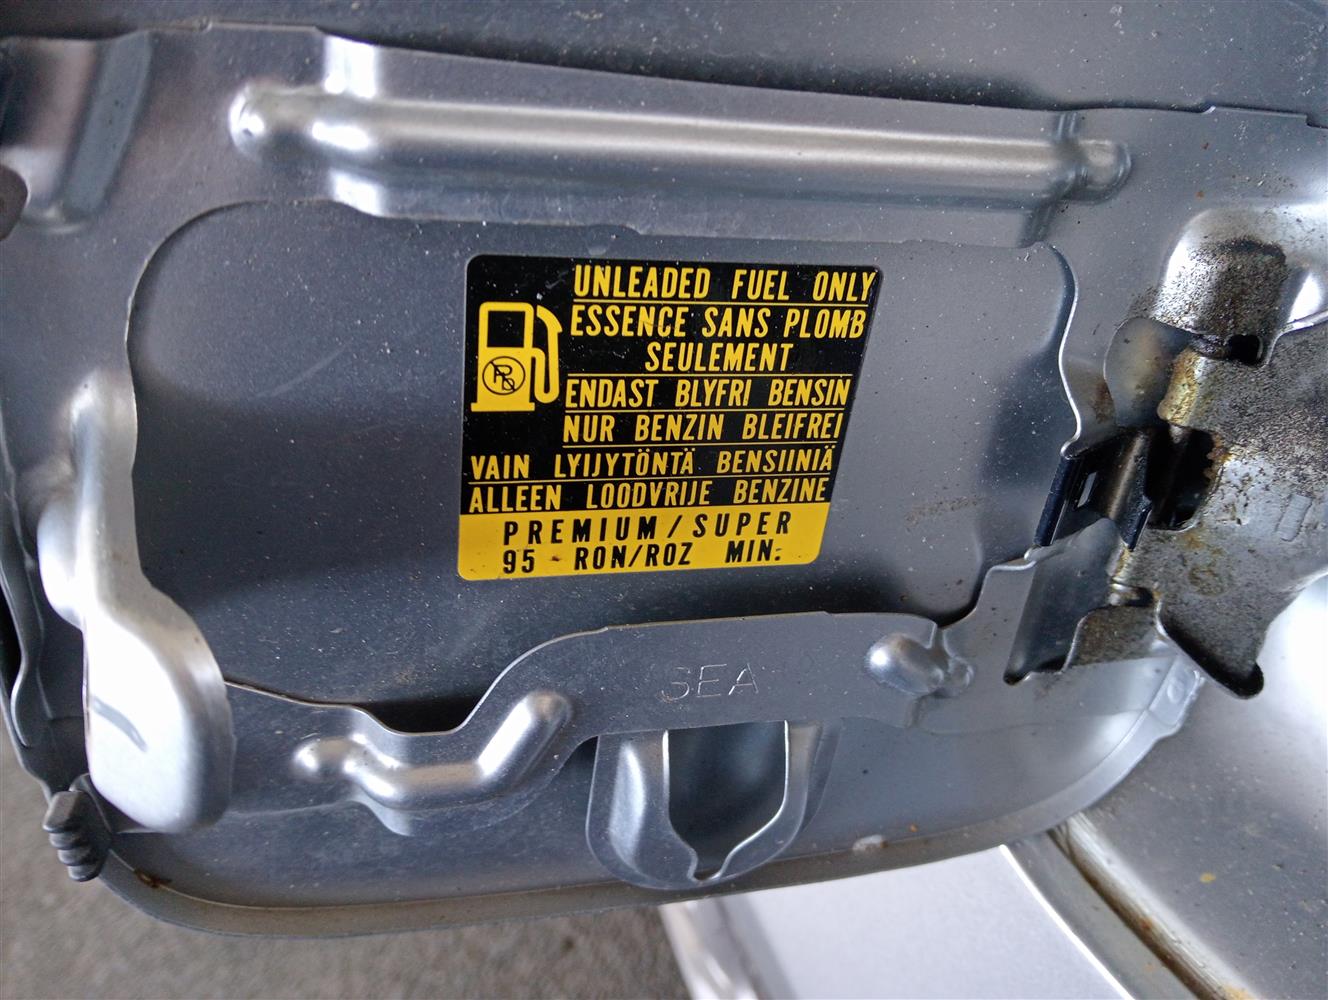 UNLEADED FUEL ONLY
ESSENCE SANS PLOMB
SEULEMENT
ENDAST BLYFRI BENSIN
NUR BENZIN BLEIFREI
VAIN LYIJYTÖNTÄ BENSIINIÄ
ALLEEN LOODVRIJE BENZINE
PREMIUM/SUPER
95 - RON/ROZ MIN.
3EA